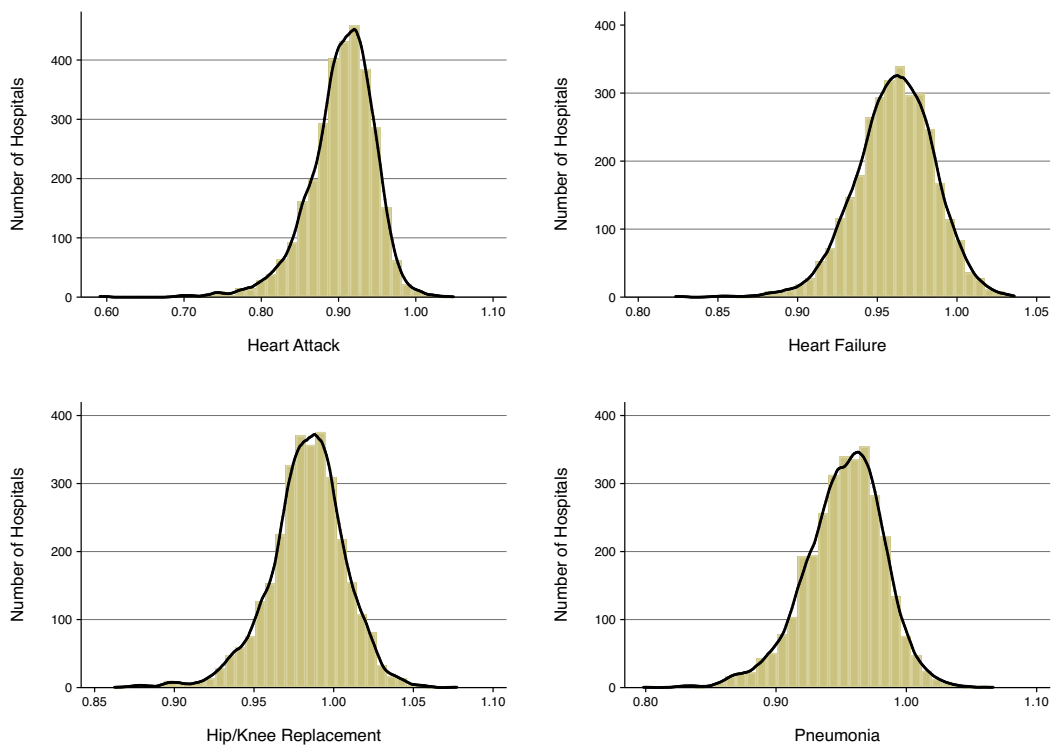 Number of Hospitals
400
300
200
100
0
0.60 0.70 0.80 0.90 1.00 1.10
Heart Attack
Number of Hospitals
400
300
200
100
0
0.80 0.85 0.90 0.95 1.00 1.05
Heart Failure
Number of Hospitals
400
300
200
100
0
0.85 0.90 0.95 1.00 1.05 1.10
Hip/Knee Replacement
Number of Hospitals
400
300
200
100
0
0.80 0.90 1.00 1.10
Pneumonia